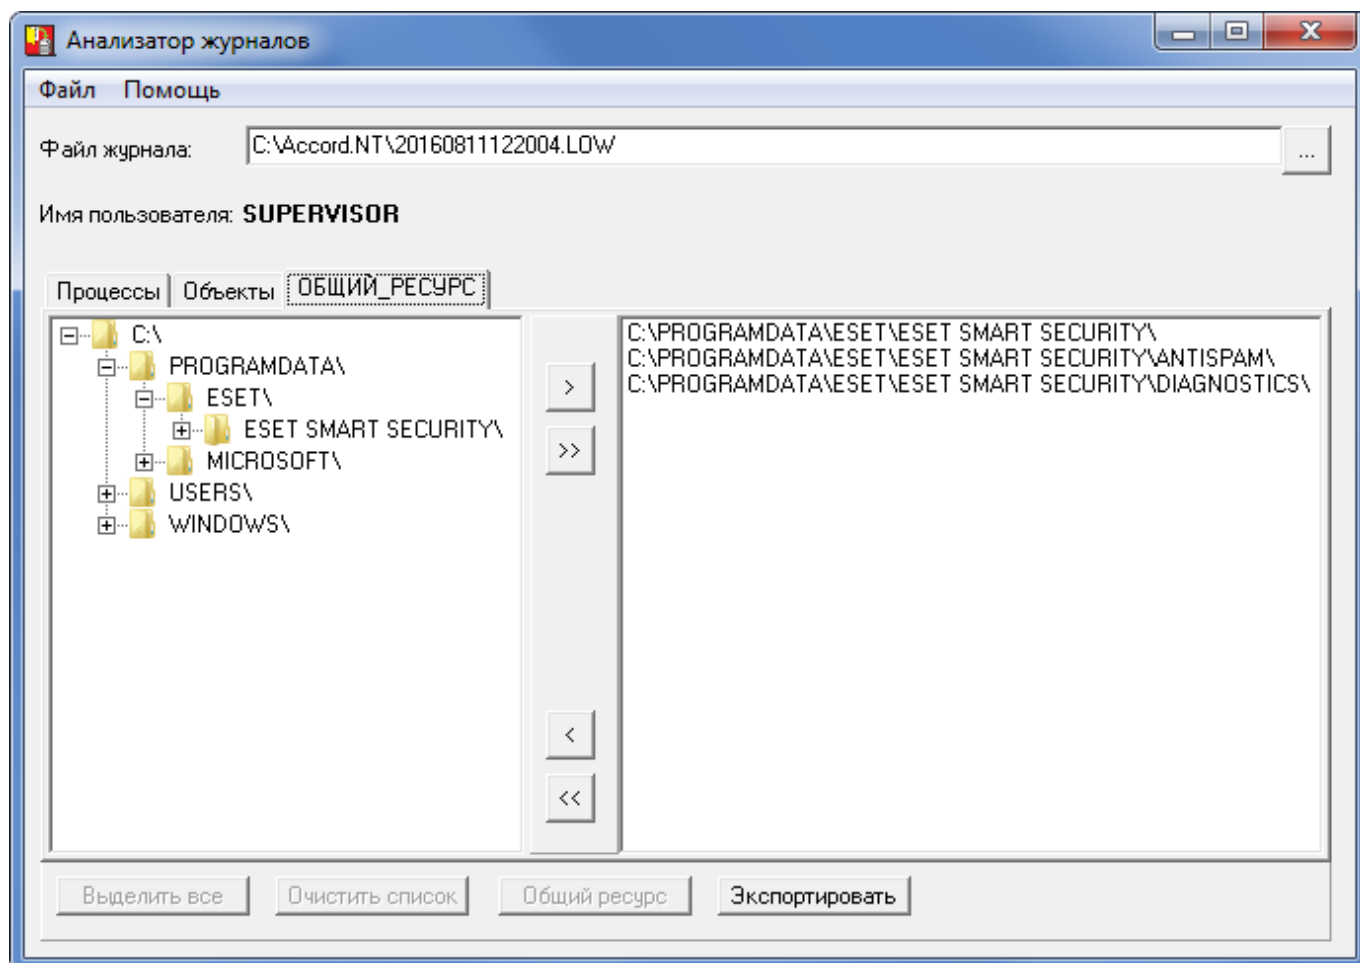 Анализатор журналов
Файл Помощь
Файл журнала: C:\Accord.NT\20160811122004.LOW ...
Имя пользователя: SUPERVISOR
Процессы Объекты ОБЩИЙ_РЕСУРС
C:\
PROGRAMDATA\
ESET\
ESET SMART SECURITY\
MICROSOFT\
USERS\
WINDOWS\
>
>>
<
<<
C:\PROGRAMDATA\ESET\ESET SMART SECURITY\
C:\PROGRAMDATA\ESET\ESET SMART SECURITY\ANTISPAM\
C:\PROGRAMDATA\ESET\ESET SMART SECURITY\DIAGNOSTICS\
Выделить все Очистить список Общий ресурс Экспортировать